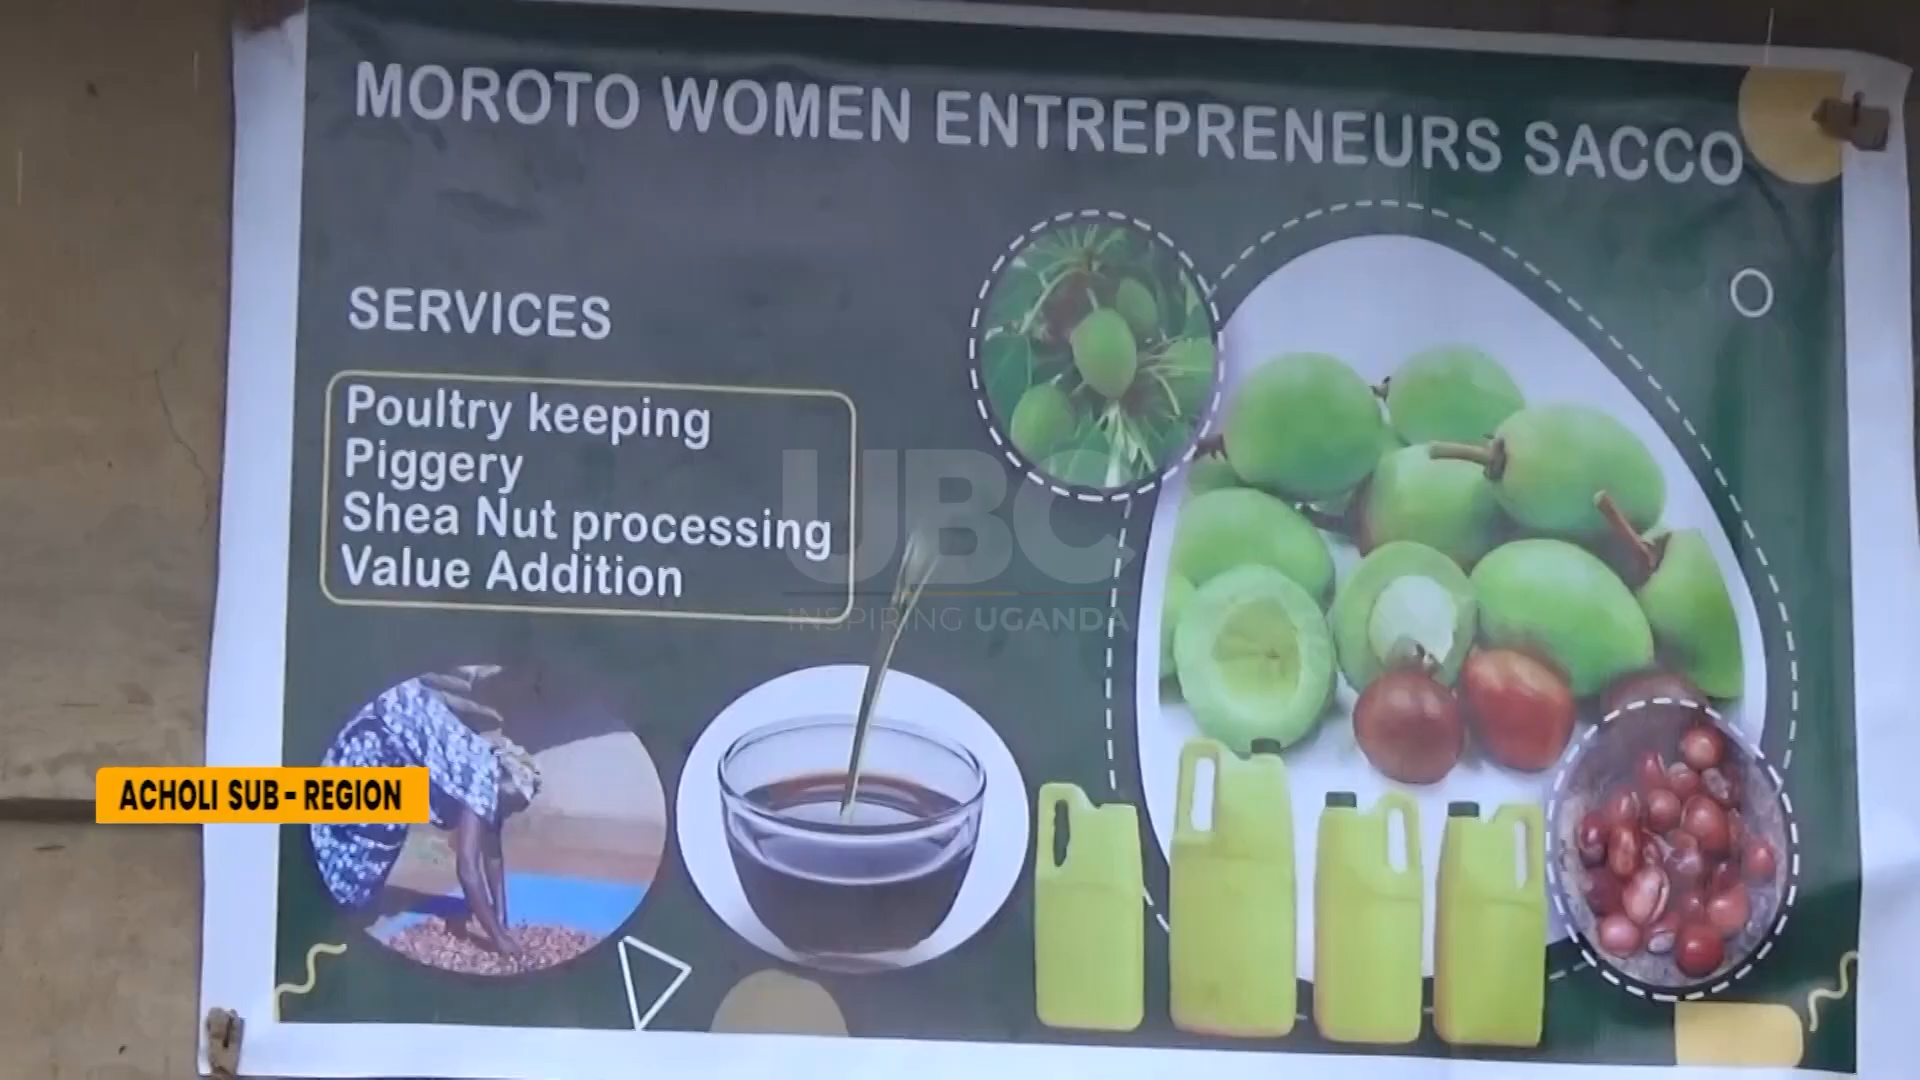 MOROTO WOMEN ENTREPRENEURS SACCO
SERVICES
Poultry keeping
Piggery
Shea Nut processing
Value Addition
UBC
INSPIRING UGANDA
ACHOLI SUB-REGION